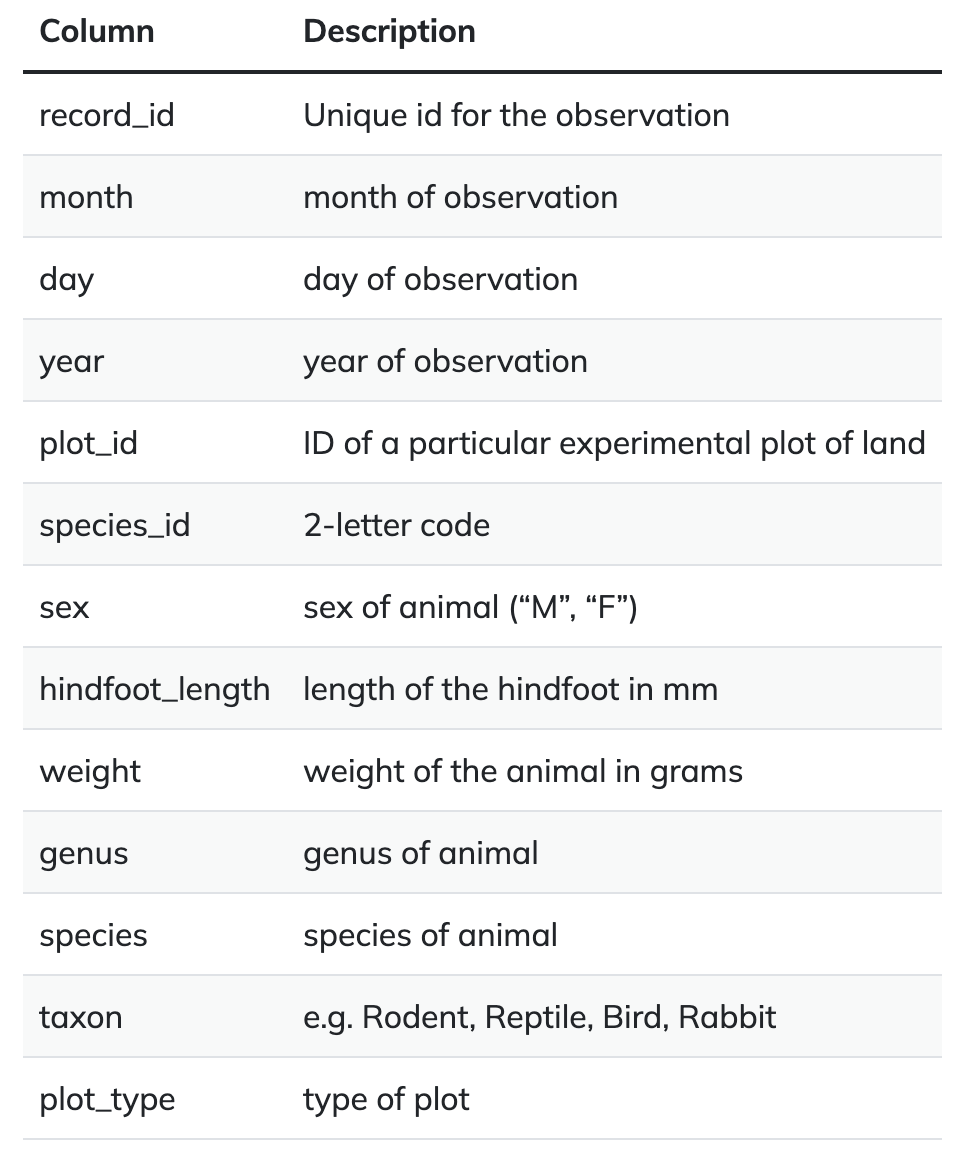 Column Description
record_id Unique id for the observation
month month of observation
day day of observation
year year of observation
plot_id ID of a particular experimental plot of land
species_id 2-letter code
sex sex of animal (“M”, “F”)
hindfoot_length length of the hindfoot in mm
weight weight of the animal in grams
genus genus of animal
species species of animal
taxon e.g. Rodent, Reptile, Bird, Rabbit
plot_type type of plot